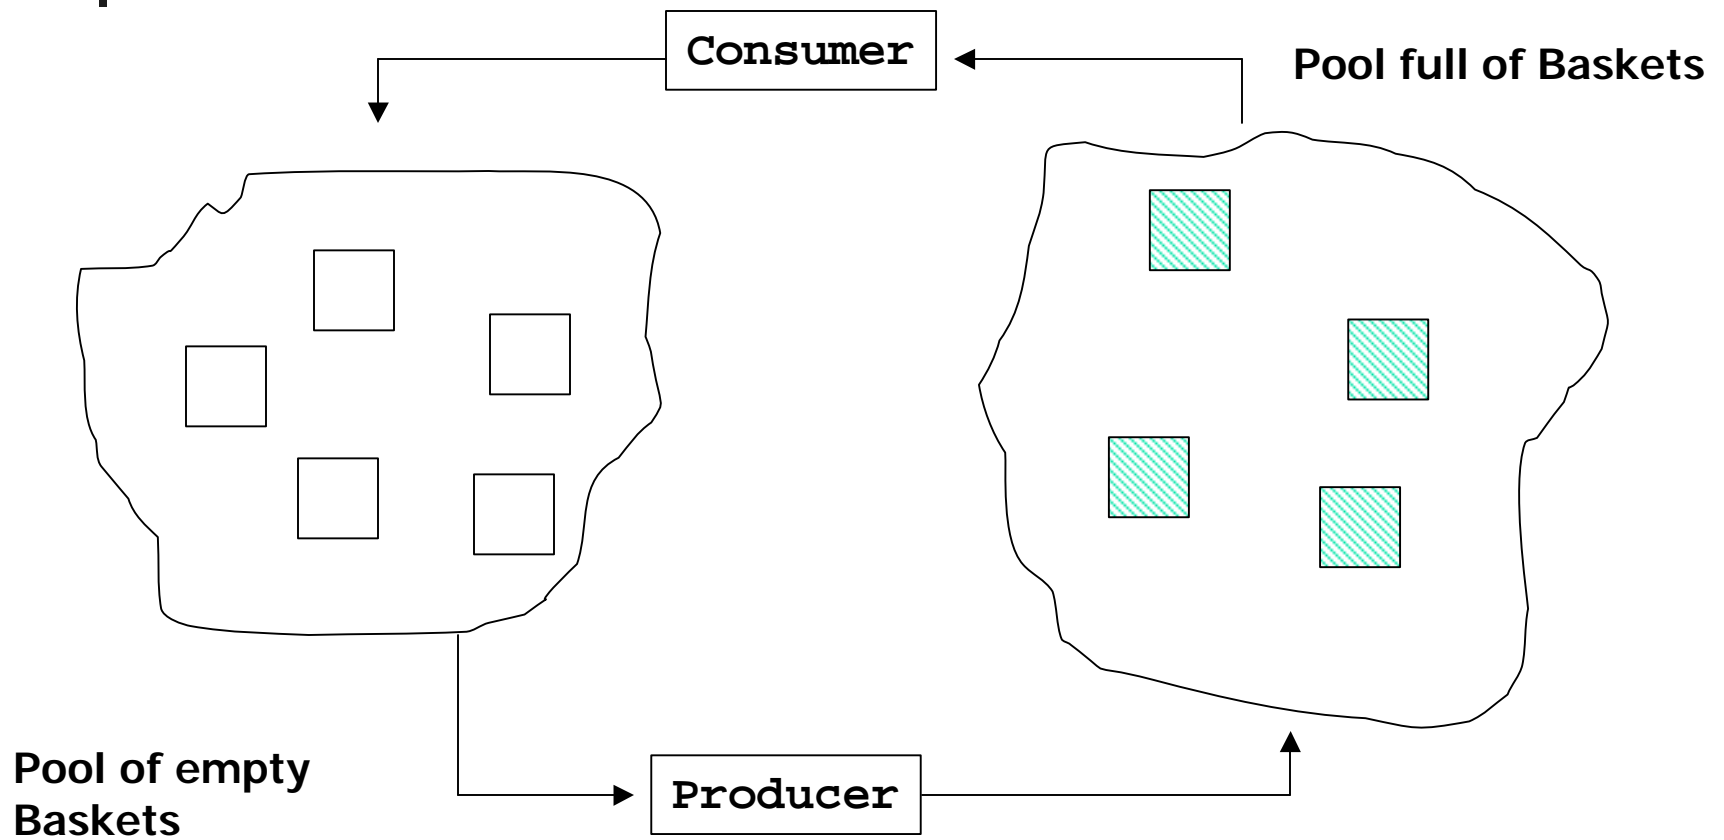 Consumer
Pool full of Baskets
Pool of empty
Baskets
Producer